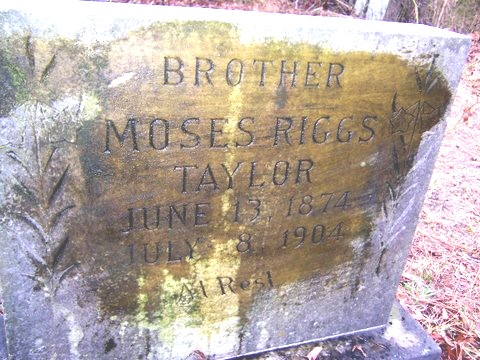 BROTHER
MOSES RIGGS
TAYLOR
JUNE 13, 1874
JULY 8, 1904
At Rest